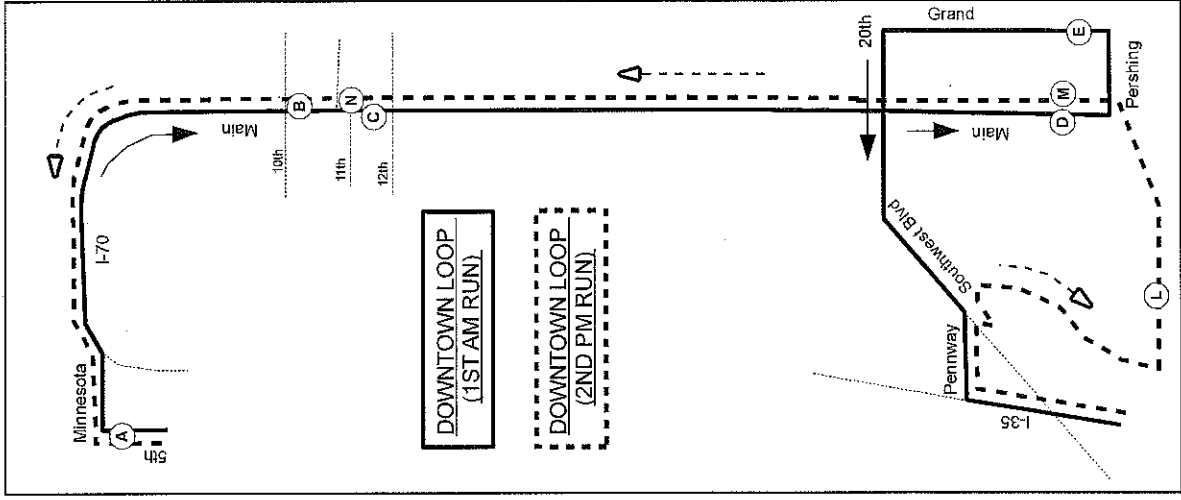 Grand
20th
E
Main
10th
B
11th
N
12th
C
I-70
Minnesota
A
5th
DOWNTOWN LOOP
(1ST AM RUN)
DOWNTOWN LOOP
(2ND PM RUN)
M
D
Main
Pershing
Southwest Blvd
Pennway
L
I-35